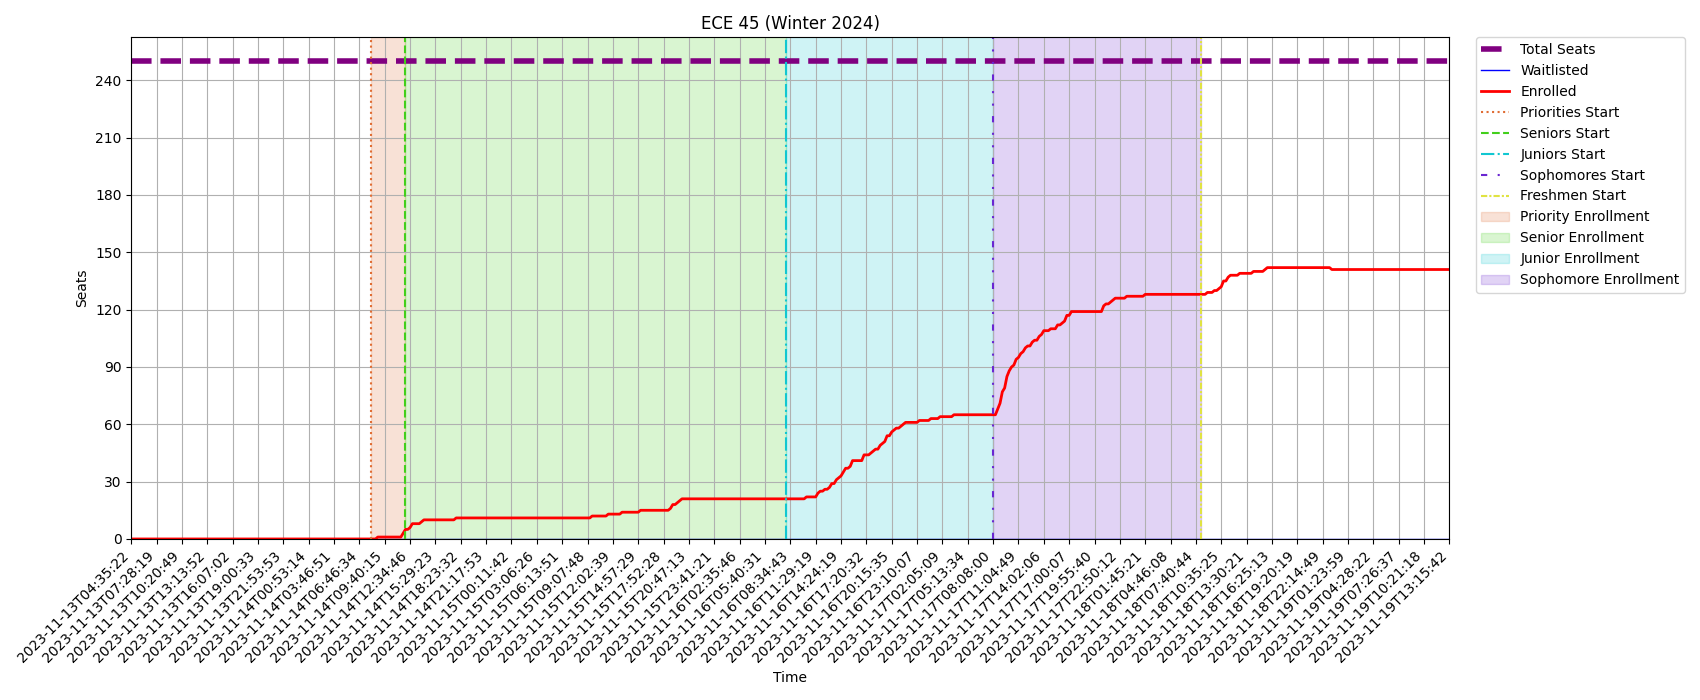 ECE 45 (Winter 2024)
Total Seats
Waitlisted
Enrolled
Priorities Start
Seniors Start
Juniors Start
Sophomores Start
Freshmen Start
Priority Enrollment
Senior Enrollment
Junior Enrollment
Sophomore Enrollment
Seats
240
210
180
150
120
90
60
30
0
2023-11-13T04:35:22
2023-11-13T07:28:19
2023-11-13T10:20:49
2023-11-13T13:13:52
2023-11-13T16:07:02
2023-11-13T19:00:33
2023-11-13T21:53:53
2023-11-14T00:53:14
2023-11-14T03:46:51
2023-11-14T06:46:34
2023-11-14T09:40:15
2023-11-14T12:34:46
2023-11-14T15:29:23
2023-11-14T18:23:32
2023-11-14T21:17:53
2023-11-15T00:11:42
2023-11-15T03:06:26
2023-11-15T06:13:51
2023-11-15T09:07:48
2023-11-15T12:02:39
2023-11-15T14:57:29
2023-11-15T17:52:28
2023-11-15T20:47:13
2023-11-15T23:41:21
2023-11-16T02:35:46
2023-11-16T05:40:31
2023-11-16T08:34:43
2023-11-16T11:29:19
2023-11-16T14:24:19
2023-11-16T17:20:32
2023-11-16T20:15:35
2023-11-16T23:10:07
2023-11-17T02:05:09
2023-11-17T05:13:34
2023-11-17T08:08:00
2023-11-17T11:04:49
2023-11-17T14:02:06
2023-11-17T17:00:07
2023-11-17T19:55:40
2023-11-17T22:50:12
2023-11-18T01:45:21
2023-11-18T04:46:08
2023-11-18T07:40:44
2023-11-18T10:35:25
2023-11-18T13:30:21
2023-11-18T16:25:13
2023-11-18T19:20:19
2023-11-18T22:14:49
2023-11-19T01:23:59
2023-11-19T04:28:22
2023-11-19T07:26:37
2023-11-19T10:21:18
2023-11-19T13:15:42
Time